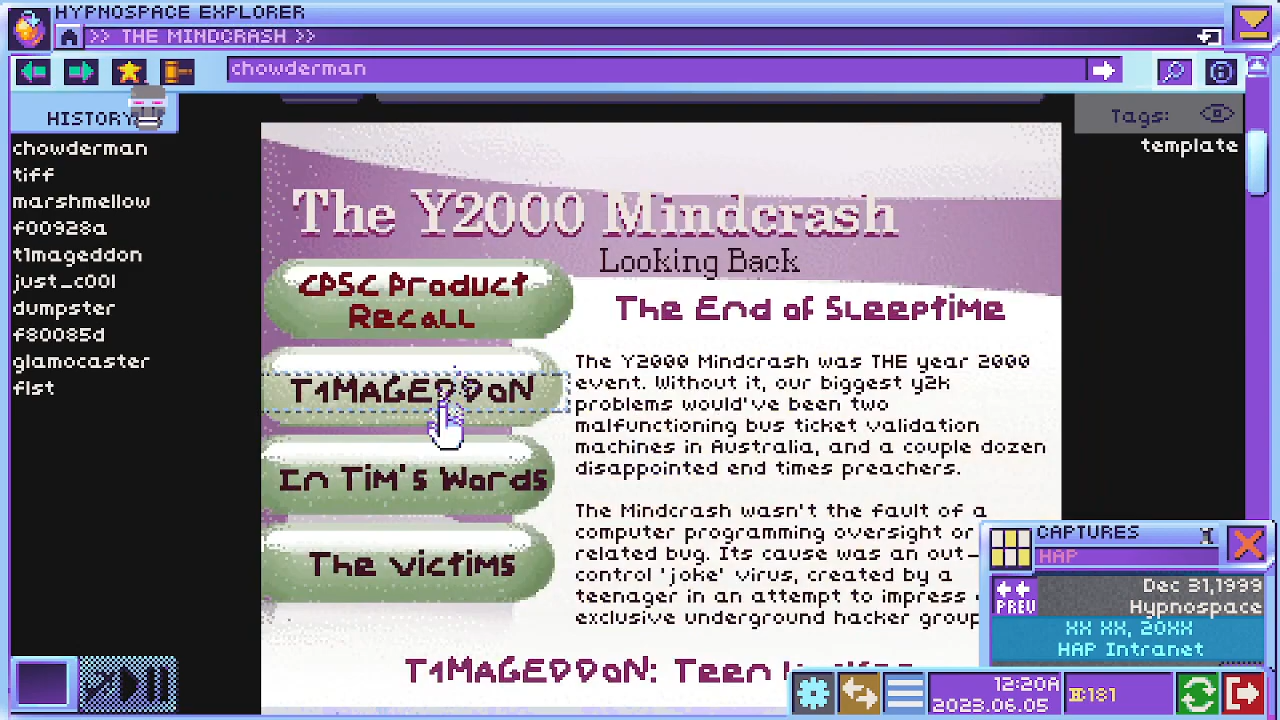 HYPNOSPACE EXPLORER
>> THE MINDCRASH >>
chowderman
HISTORY
Tags:
chowderman
tiff
marshmellow
f00928a
t1mageddon
just_c00l
dumpster
f80085d
glamocaster
flst
template
The Y2000 Mindcrash
Looking Back
CPSC Product
Recall
T1MAGEDDoN
In Tim's Words
The Victims
The End of Sleeptime
The Y2000 Mindcrash was THE year 2000
event. Without it, our biggest y2k
problems would've been two
malfunctioning bus ticket validation
machines in Australia, and a couple dozen
disappointed end times preachers.
The Mindcrash wasn't the fault of a
computer programming oversight or
related bug. Its cause was an out-
control 'joke' virus, created by a
teenager in an attempt to impress
exclusive underground hacker group
T1MAGEDDoN: Teen
CAPTURES
HAP
PREV
Dec 31,1999
Hypnospace
XX XX, 20XX
HAP Intranet
12:20A
2023.06.05
:181